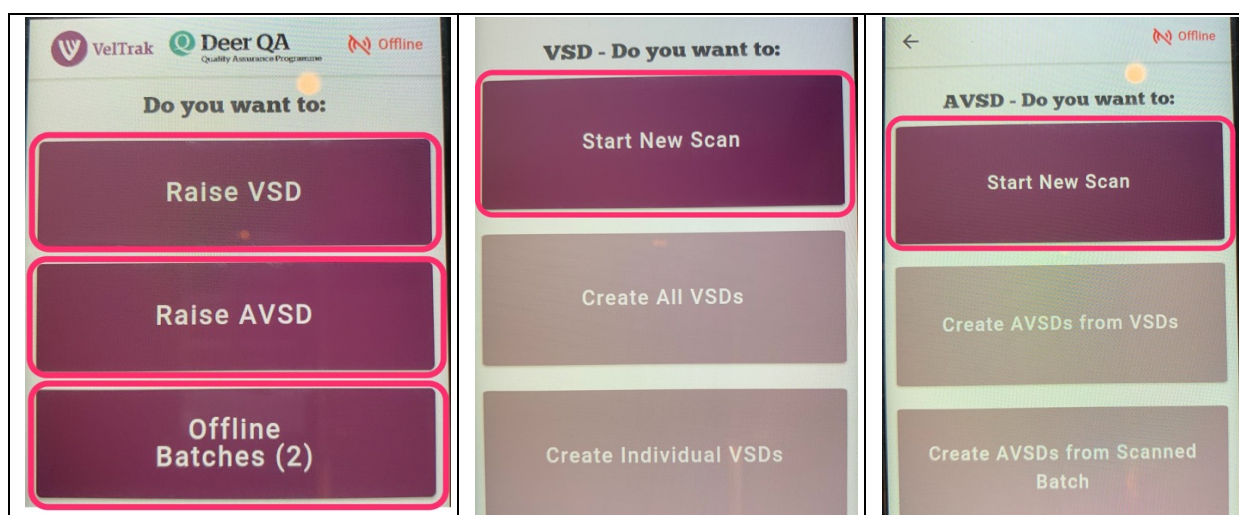 VelTrak
Deer QA
Quality Assurance Programme
Offline
Do you want to:
Raise VSD
Raise AVSD
Offline
Batches (2)
VSD - Do you want to:
Start New Scan
Create All VSDs
Create Individual VSDs
Offline
AVSD - Do you want to:
Start New Scan
Create AVSDs from VSDs
Create AVSDs from Scanned
Batch